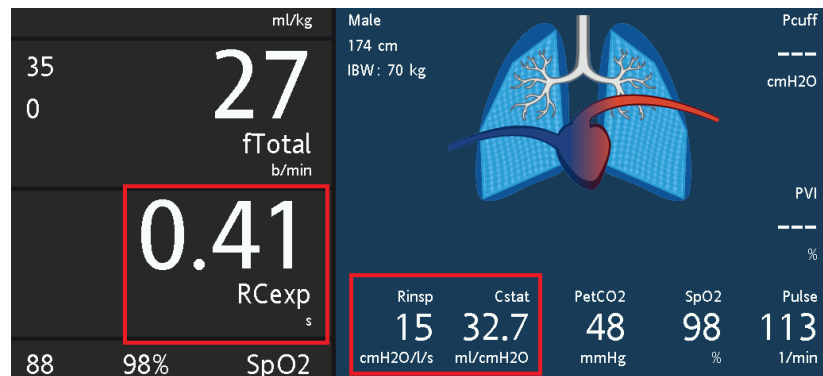 ml/kg
35
0
27
fTotal
b/min
0.41
RCexp
s
88 98% SpO2
Male
174 cm
IBW: 70 kg
Pcuff
---
cmH2O
PVI
---
%
Rinsp Cstat PetCO2 SpO2 Pulse
15 32.7 48 98 113
cmH2O/l/s ml/cmH2O mmHg % 1/min